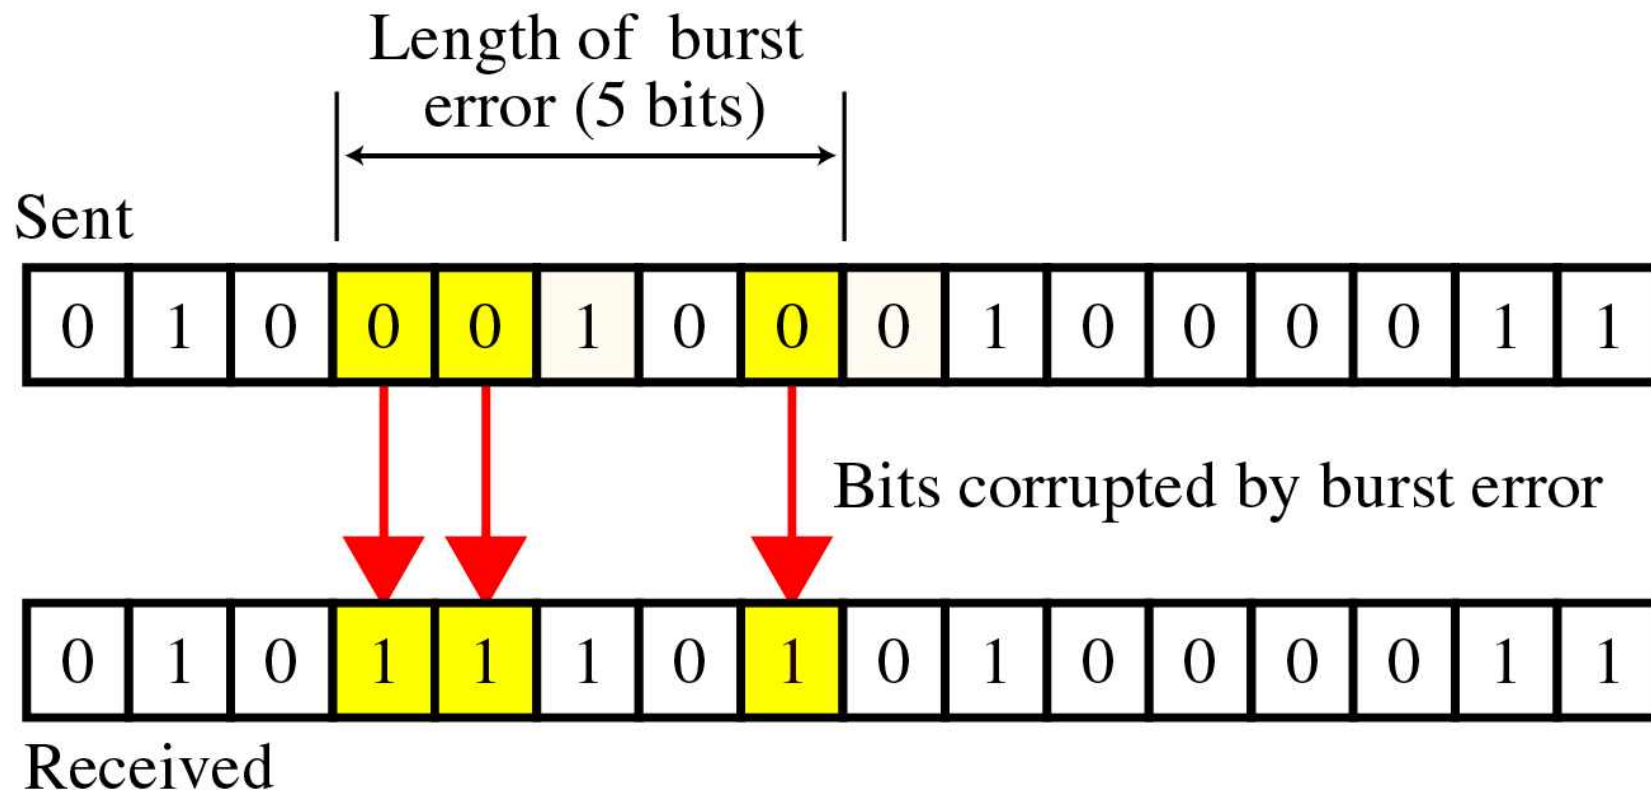 Length of burst
error (5 bits)
Sent
0 1 0 0 0 1 0 0 0 1 0 0 0 0 1 1
Bits corrupted by burst error
0 1 0 1 1 1 0 1 0 1 0 0 0 0 1 1
Received